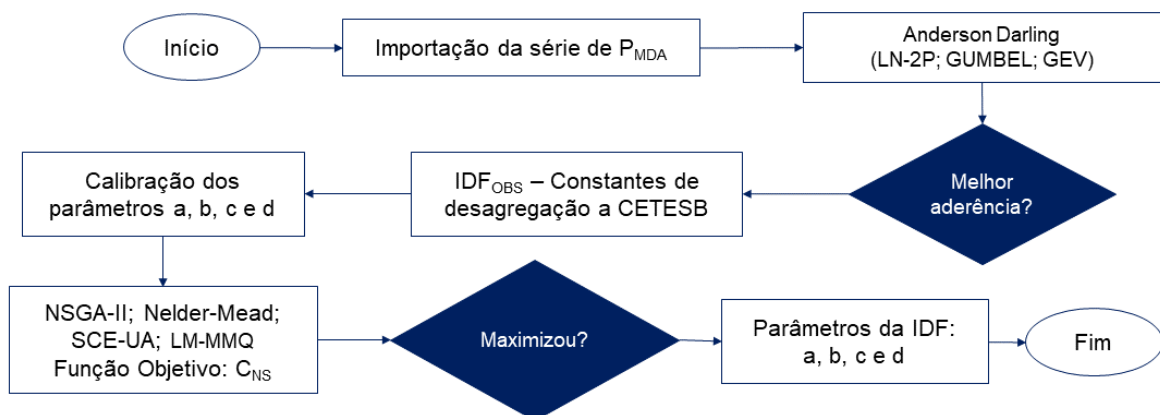 Início
Importação da série de PMDA
Anderson Darling
(LN-2P; GUMBEL; GEV)
Melhor
aderência?
IDFOBS – Constantes de
desagregação a CETESB
Calibração dos
parâmetros a, b, c e d
NSGA-II; Nelder-Mead;
SCE-UA; LM-MMQ
Função Objetivo: CNS
Maximizou?
Parâmetros da IDF:
a, b, c e d
Fim